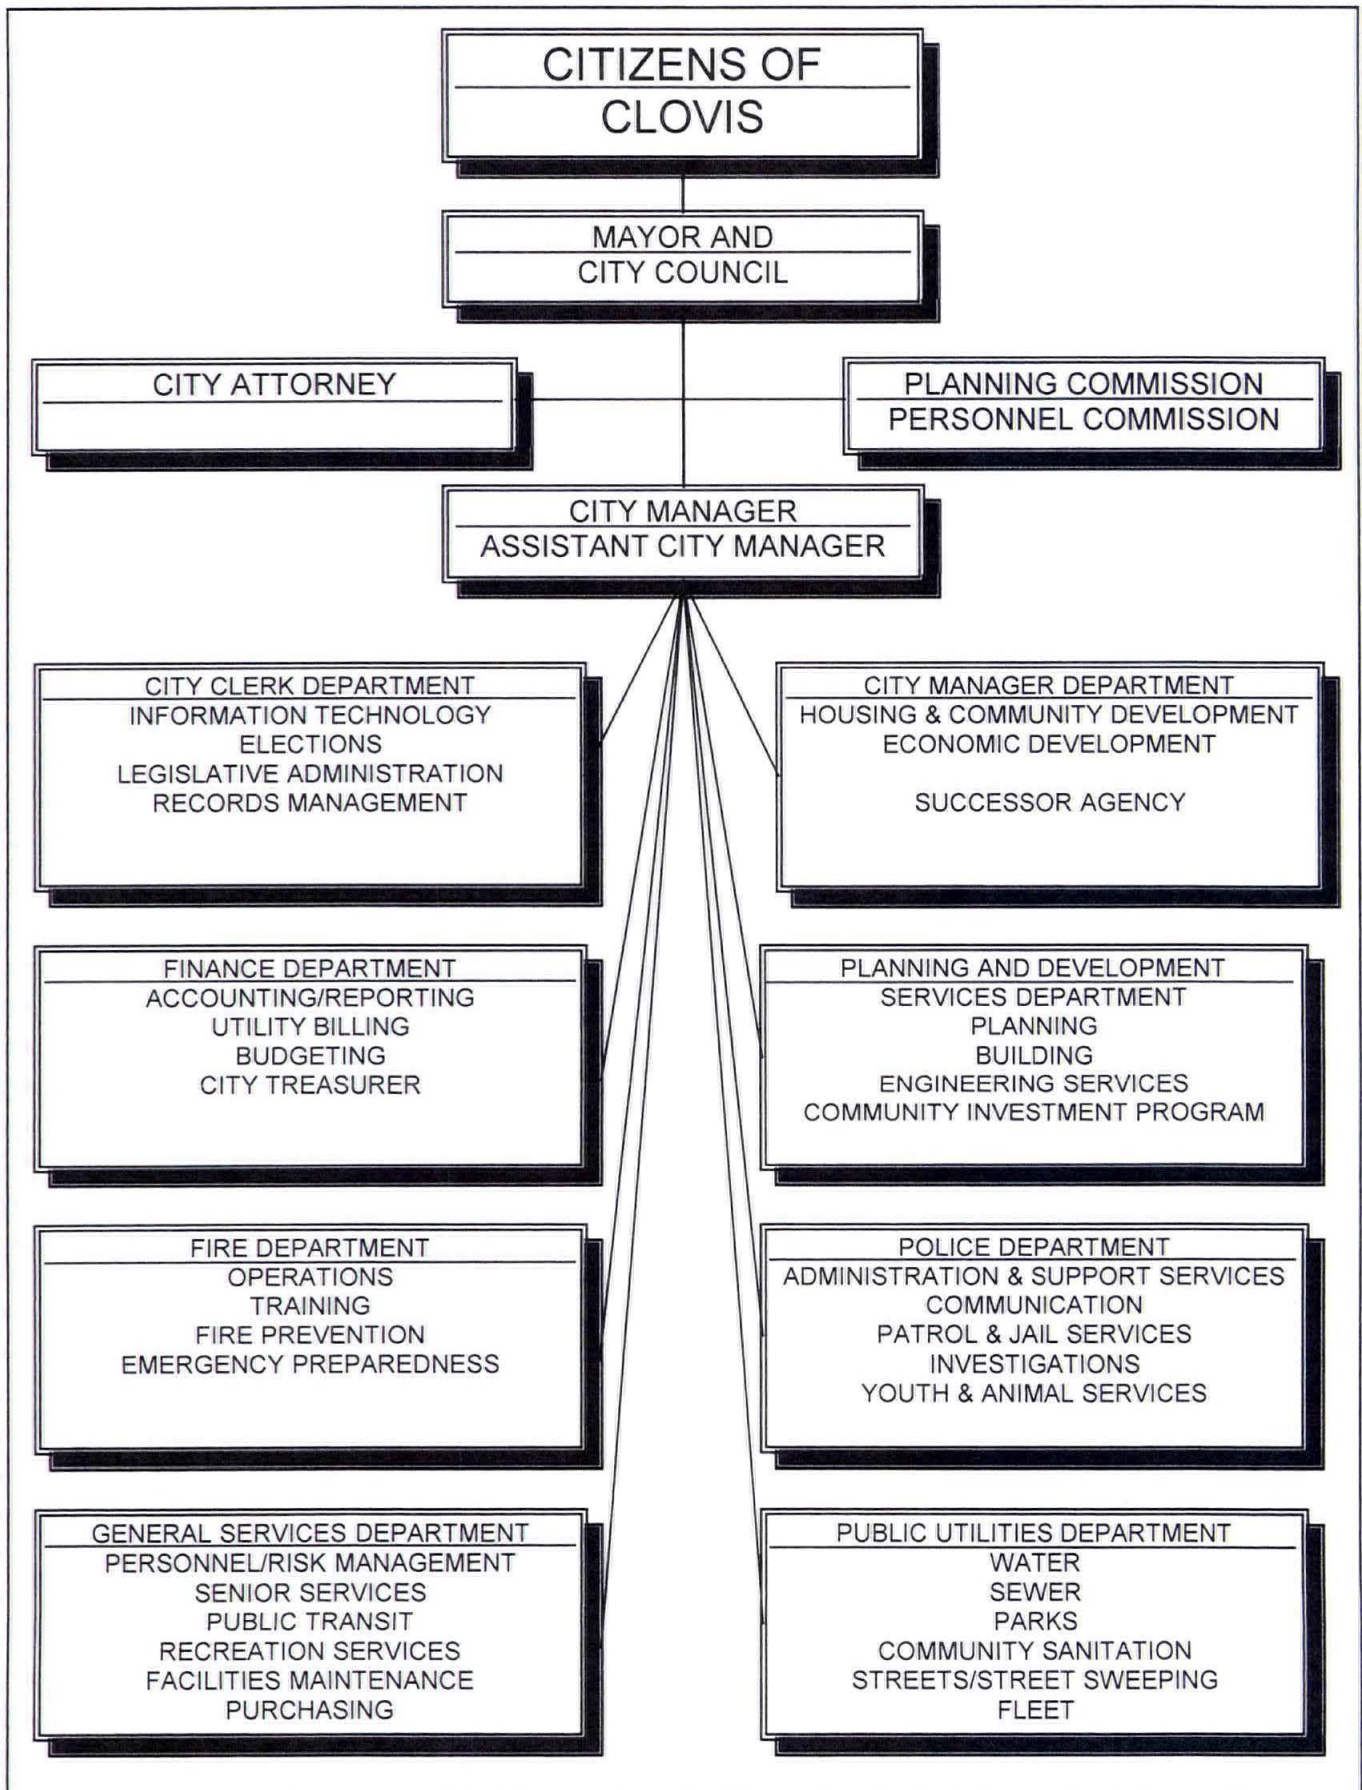 CITIZENS OF
CLOVIS
MAYOR AND
CITY COUNCIL
CITY ATTORNEY
PLANNING COMMISSION
PERSONNEL COMMISSION
CITY MANAGER
ASSISTANT CITY MANAGER
CITY CLERK DEPARTMENT
INFORMATION TECHNOLOGY
ELECTIONS
LEGISLATIVE ADMINISTRATION
RECORDS MANAGEMENT
CITY MANAGER DEPARTMENT
HOUSING & COMMUNITY DEVELOPMENT
ECONOMIC DEVELOPMENT
SUCCESSOR AGENCY
FINANCE DEPARTMENT
ACCOUNTING/REPORTING
UTILITY BILLING
BUDGETING
CITY TREASURER
PLANNING AND DEVELOPMENT
SERVICES DEPARTMENT
PLANNING
BUILDING
ENGINEERING SERVICES
COMMUNITY INVESTMENT PROGRAM
FIRE DEPARTMENT
OPERATIONS
TRAINING
FIRE PREVENTION
EMERGENCY PREPAREDNESS
POLICE DEPARTMENT
ADMINISTRATION & SUPPORT SERVICES
COMMUNICATION
PATROL & JAIL SERVICES
INVESTIGATIONS
YOUTH & ANIMAL SERVICES
GENERAL SERVICES DEPARTMENT
PERSONNEL/RISK MANAGEMENT
SENIOR SERVICES
PUBLIC TRANSIT
RECREATION SERVICES
FACILITIES MAINTENANCE
PURCHASING
PUBLIC UTILITIES DEPARTMENT
WATER
SEWER
PARKS
COMMUNITY SANITATION
STREETS/STREET SWEEPING
FLEET